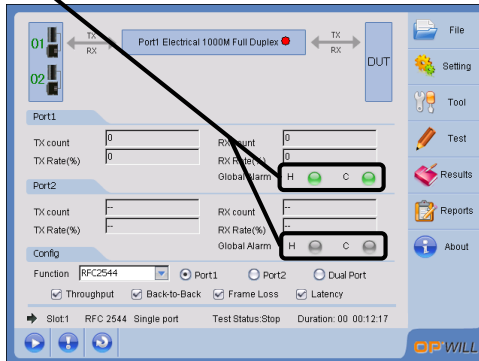 01
TX
RX
Port1 Electrical 1000M Full Duplex
TX
RX
DUT
02
Port1
TX count 0 RX count 0
TX Rate(%) 0 RX Rate(%) 0
Global Alarm H C
Port2
TX count -- RX count --
TX Rate(%) -- RX Rate(%) --
Global Alarm H C
Config
Function RFC2544 Port1 Port2 Dual Port
Throughput Back-to-Back Frame Loss Latency
Slot:1 RFC 2544 Single port Test Status:Stop Duration: 00 00:12:17
File
Setting
Tool
Test
Results
Reports
About
OPWILL